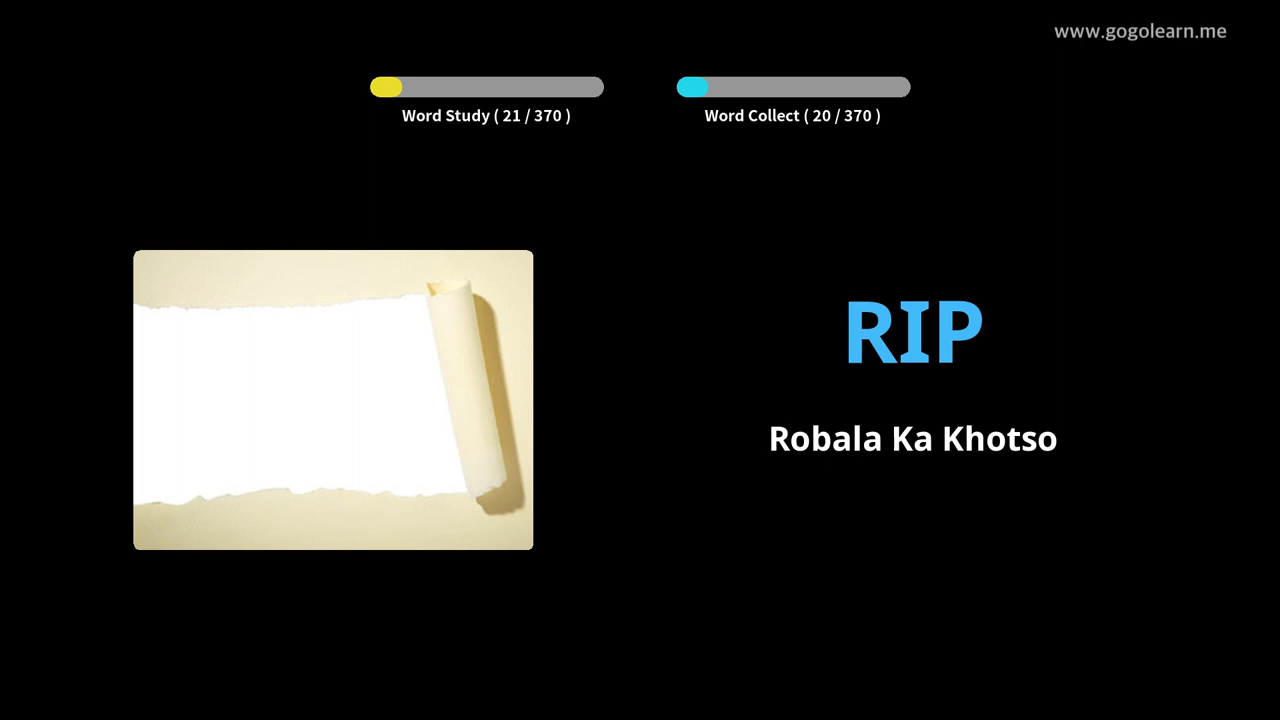 www.gogolearn.me
Word Study ( 21 / 370 )
Word Collect ( 20 / 370 )
RIP
Robala Ka Khotso